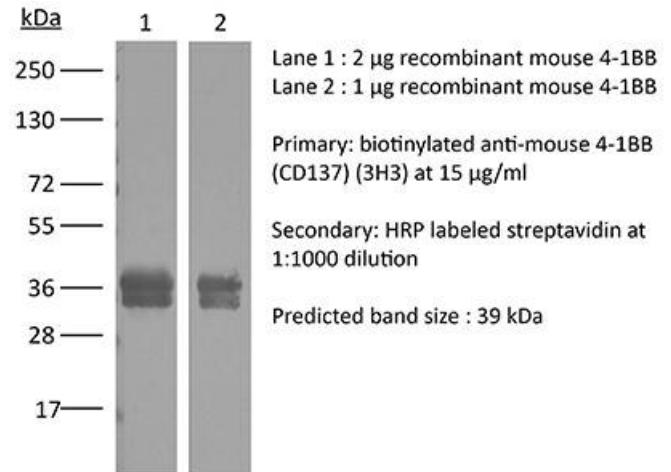 kDa
1 2
250
130
72
55
36
28
17
Lane 1 : 2 µg recombinant mouse 4-1BB
Lane 2 : 1 µg recombinant mouse 4-1BB
Primary: biotinylated anti-mouse 4-1BB
(CD137) (3H3) at 15 µg/ml
Secondary: HRP labeled streptavidin at
1:1000 dilution
Predicted band size : 39 kDa